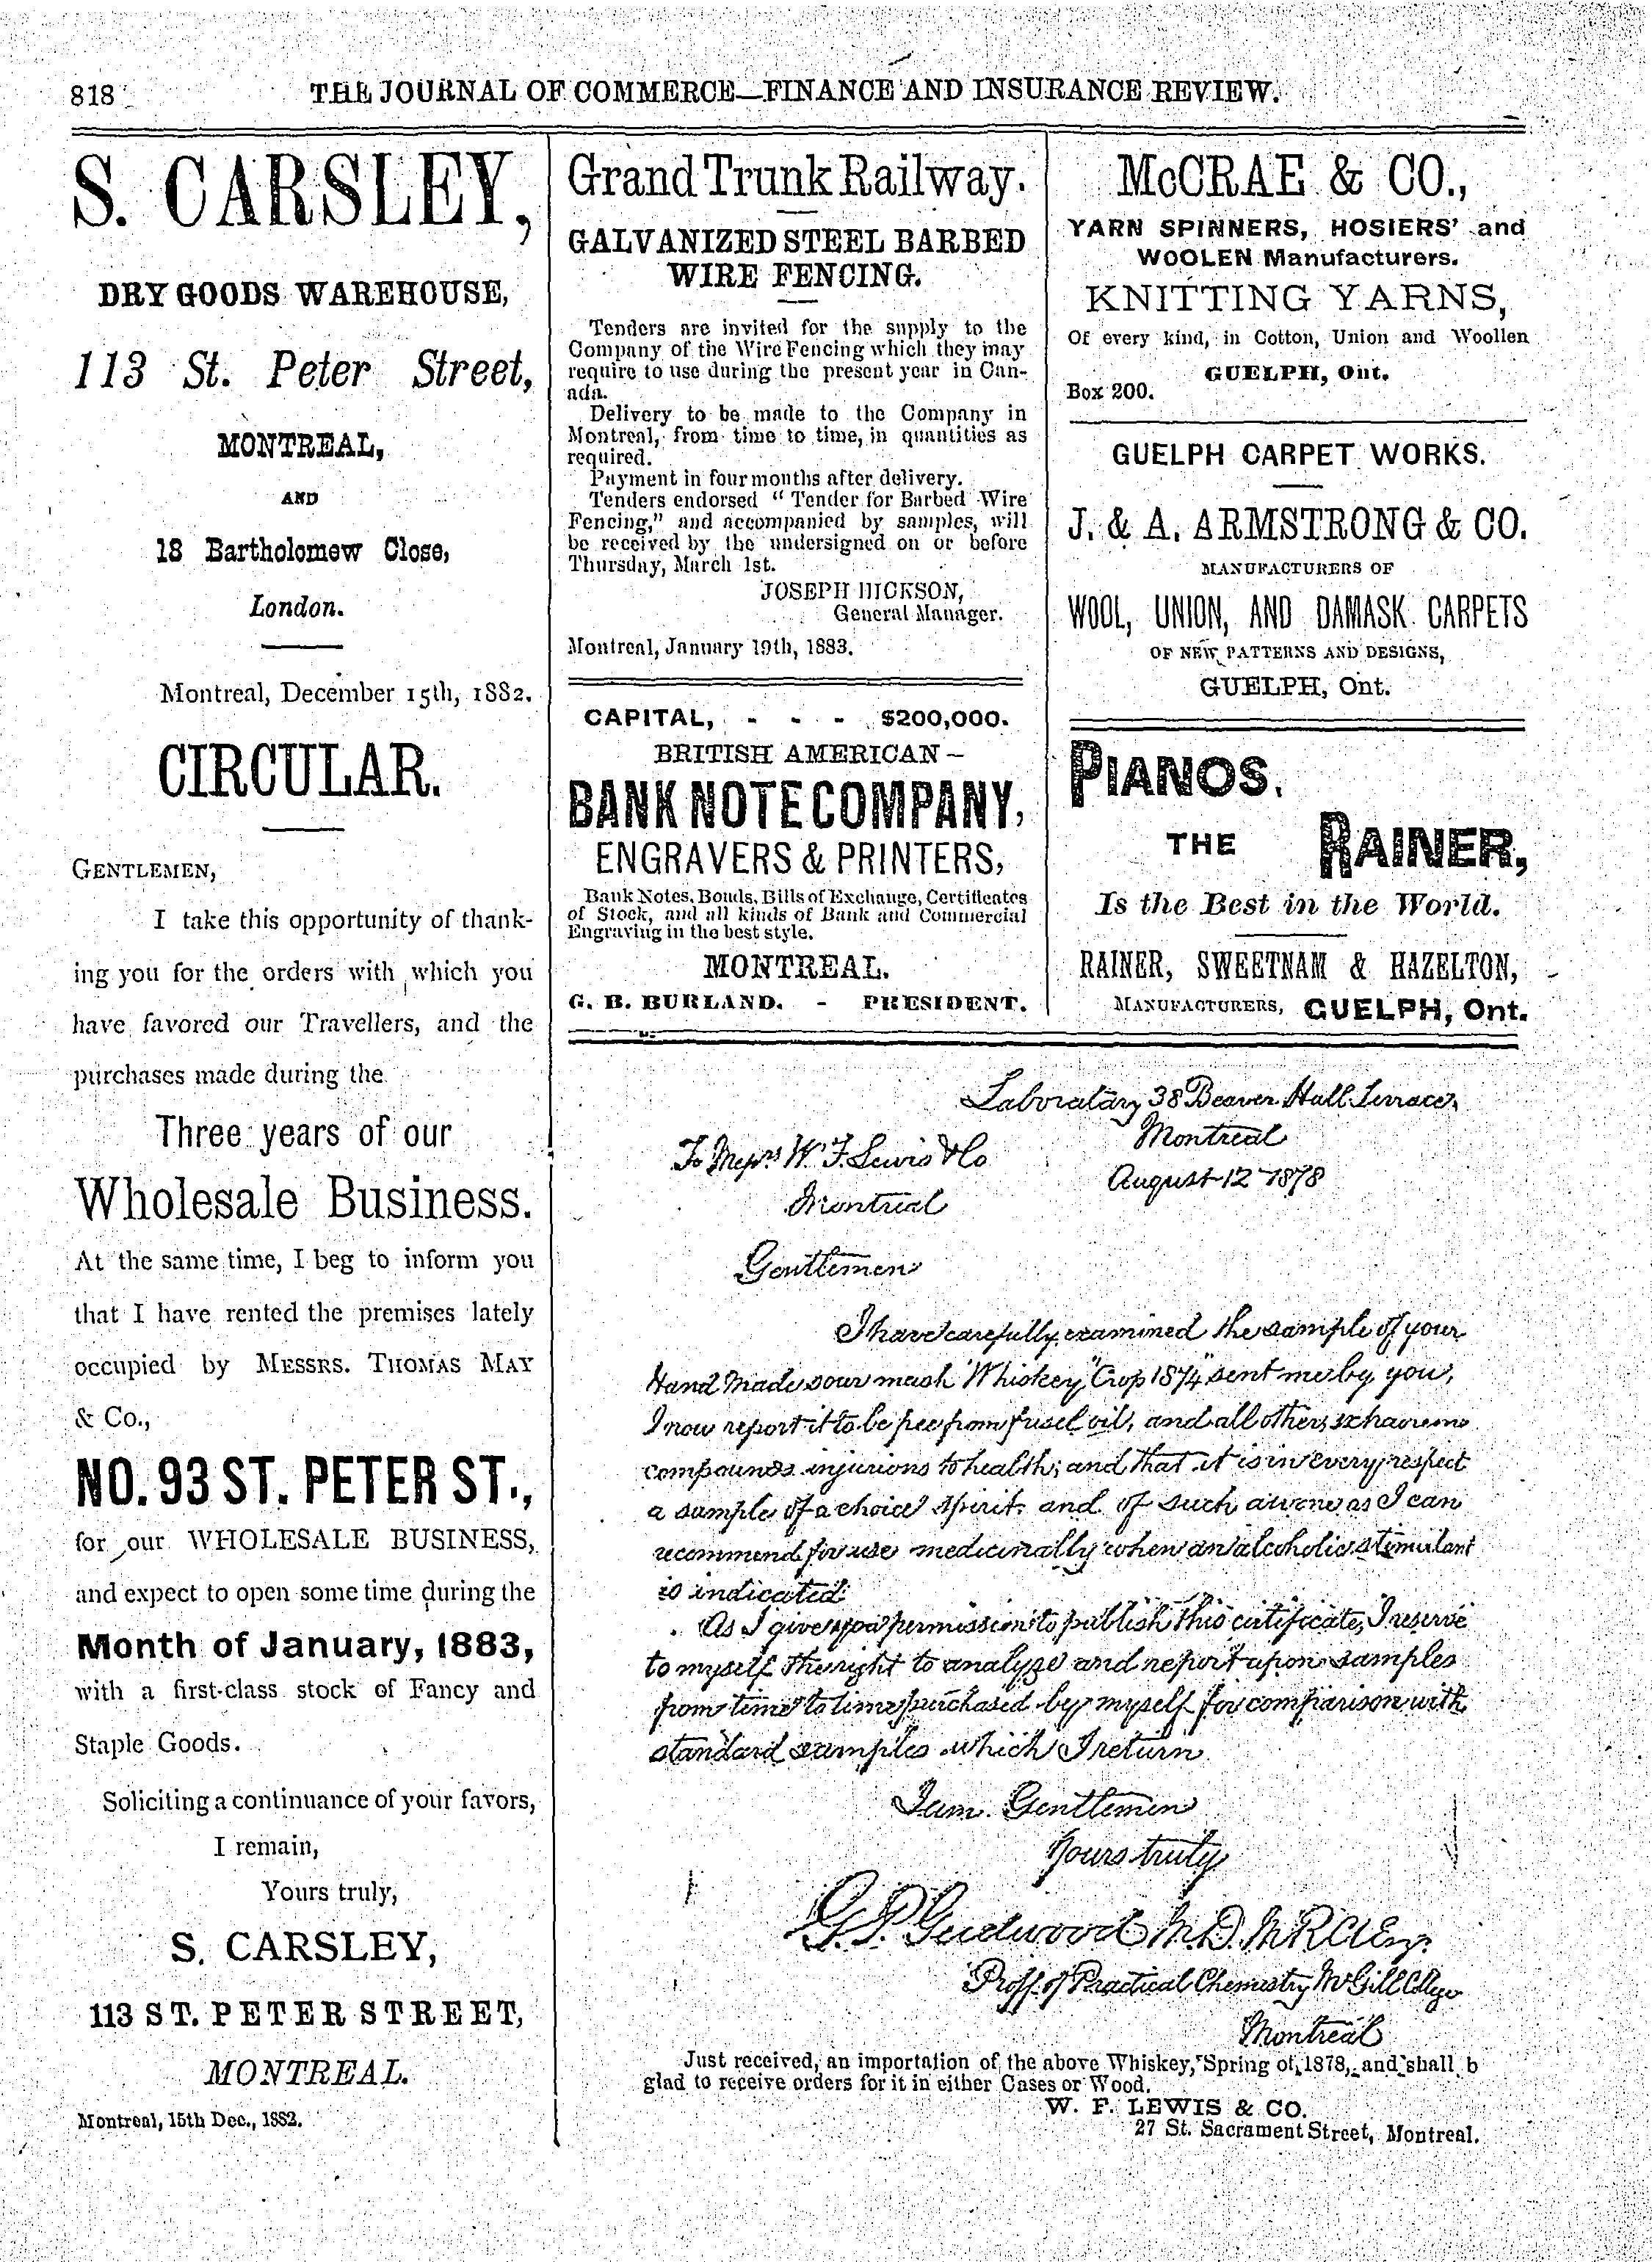 818
THE JOURNAL OF COMMERCE—FINANCE AND INSURANCE REVIEW.
S. CARSLEY,
DRY GOODS WAREHOUSE,
113 St. Peter Street,
MONTREAL,
AND
18 Bartholomew Close,
London.
Montreal, December 15th, 1882.
CIRCULAR.
GENTLEMEN,
I take this opportunity of thank-
ing you for the orders with which you
have favored our Travellers, and the
purchases made during the
Three years of our
Wholesale Business.
At the same time, I beg to inform you
that I have rented the premises lately
occupied by MESSRS. THOMAS MAY
& Co.,
NO. 93 ST. PETER ST.,
for our WHOLESALE BUSINESS,
and expect to open some time during the
Month of January, 1883,
with a first-class stock of Fancy and
Staple Goods.
Soliciting a continuance of your favors,
I remain,
Yours truly,
S. CARSLEY,
113 ST. PETER STREET,
MONTREAL.
Montreal, 15th Dec., 1882.
Grand Trunk Railway.
GALVANIZED STEEL BARBED
WIRE FENCING.
Tenders are invited for the supply to the
Company of the Wire Fencing which they may
require to use during the present year in Can-
ada.
Delivery to be made to the Company in
Montreal, from time to time, in quantities as
required.
Payment in four months after delivery.
Tenders endorsed "Tender for Barbed Wire
Fencing," and accompanied by samples, will
be received by the undersigned on or before
Thursday, March 1st.
JOSEPH HICKSON,
General Manager.
Montreal, January 19th, 1883.
CAPITAL, - - - $200,000.
BRITISH AMERICAN –
BANK NOTE COMPANY,
ENGRAVERS & PRINTERS,
Bank Notes, Bonds, Bills of Exchange, Certificates
of Stock, and all kinds of Bank and Commercial
Engraving in the best style.
MONTREAL.
G. B. BURLAND. - PRESIDENT.
McCRAE & CO.,
YARN SPINNERS, HOSIERS' and
WOOLEN Manufacturers.
KNITTING YARNS,
Of every kind, in Cotton, Union and Woollen
GUELPH, Ont.
Box 200.
GUELPH CARPET WORKS.
J. & A. ARMSTRONG & CO.
MANUFACTURERS OF
WOOL, UNION, AND DAMASK CARPETS
OF NEW PATTERNS AND DESIGNS,
GUELPH, Ont.
PIANOS.
THE RAINER,
Is the Best in the World.
RAINER, SWEETNAM & HAZELTON,
MANUFACTURERS, GUELPH, Ont.
Laboratary 38 Beaver Hall Terrace,
Montreal
August 12 1878
To Messrs W. F. Lewis & Co
Montreal
Gentlemen
I have carefully examined the sample of your
Hand Made sour mash Whiskey, "Crop 1874" sent me by you,
I now report it to be free from fusel oil, and all other
compounds injurious to health; and that it is in every respect
a sample of a choice spirit and of such a one as I can
recommend for use medicinally when an alcoholic stimulant
is indicated
As I give you permission to publish this certificate, I reserve
to myself the right to analyze and report upon samples
from time to time purchased by myself for comparison with
standard samples which I return
I am Gentlemen
Yours truly
G. P. Girdwood M.D. M.R.C.S. Eng.
Proff. of Practical Chemistry McGill College
Montreal
Just received, an importation of the above Whiskey, Spring of 1878, and shall b
glad to receive orders for it in either Cases or Wood.
W. F. LEWIS & CO.
27 St. Sacrament Street, Montreal.